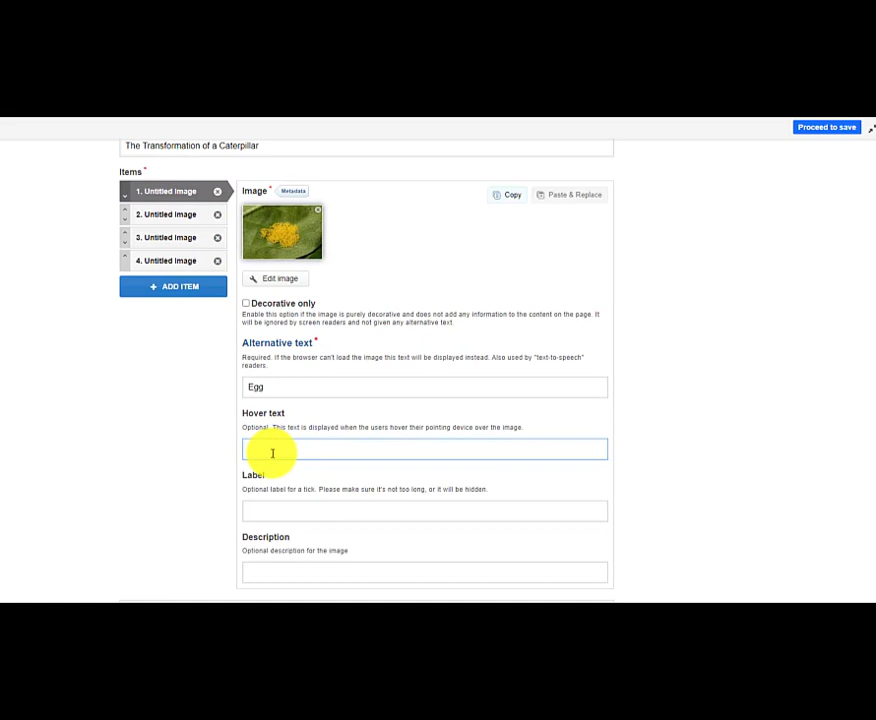 Proceed to save
The Transformation of a Caterpillar
Items *
1. Untitled Image
2. Untitled Image
3. Untitled Image
4. Untitled Image
+ ADD ITEM
Image * Metadata
Copy Paste & Replace
Edit image
Decorative only
Enable this option if the image is purely decorative and does not add any information to the content on the page. It
will be ignored by screen readers and not given any alternative text.
Alternative text *
Required. If the browser can't load the image this text will be displayed instead. Also used by "text-to-speech"
readers.
Egg
Hover text
Optional. This text is displayed when the users hover their pointing device over the image.
Label
Optional label for a tick. Please make sure it's not too long, or it will be hidden.
Description
Optional description for the image